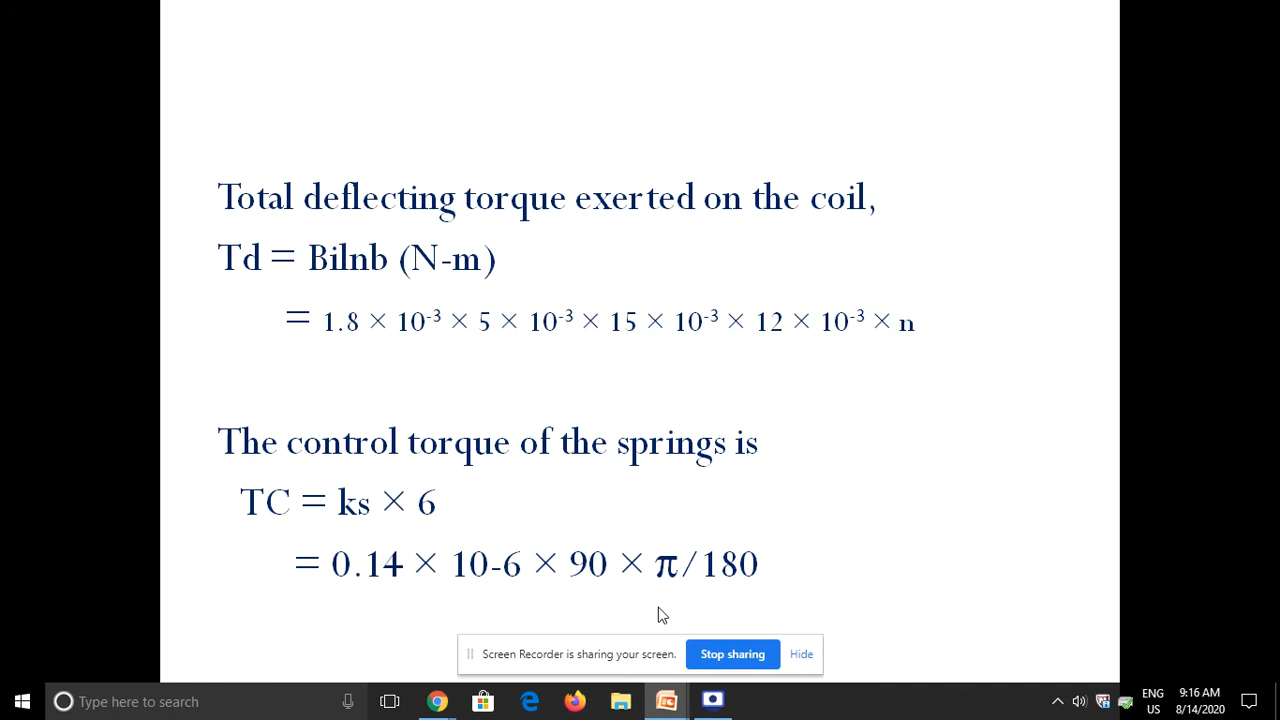 Total deflecting torque exerted on the coil,
Td = Bilnb (N-m)
= 1.8 × 10⁻³ × 5 × 10⁻³ × 15 × 10⁻³ × 12 × 10⁻³ × n
The control torque of the springs is
TC = ks × 6
= 0.14 × 10-6 × 90 × π/180
Screen Recorder is sharing your screen. Stop sharing Hide
Type here to search
ENG
US
9:16 AM
8/14/2020